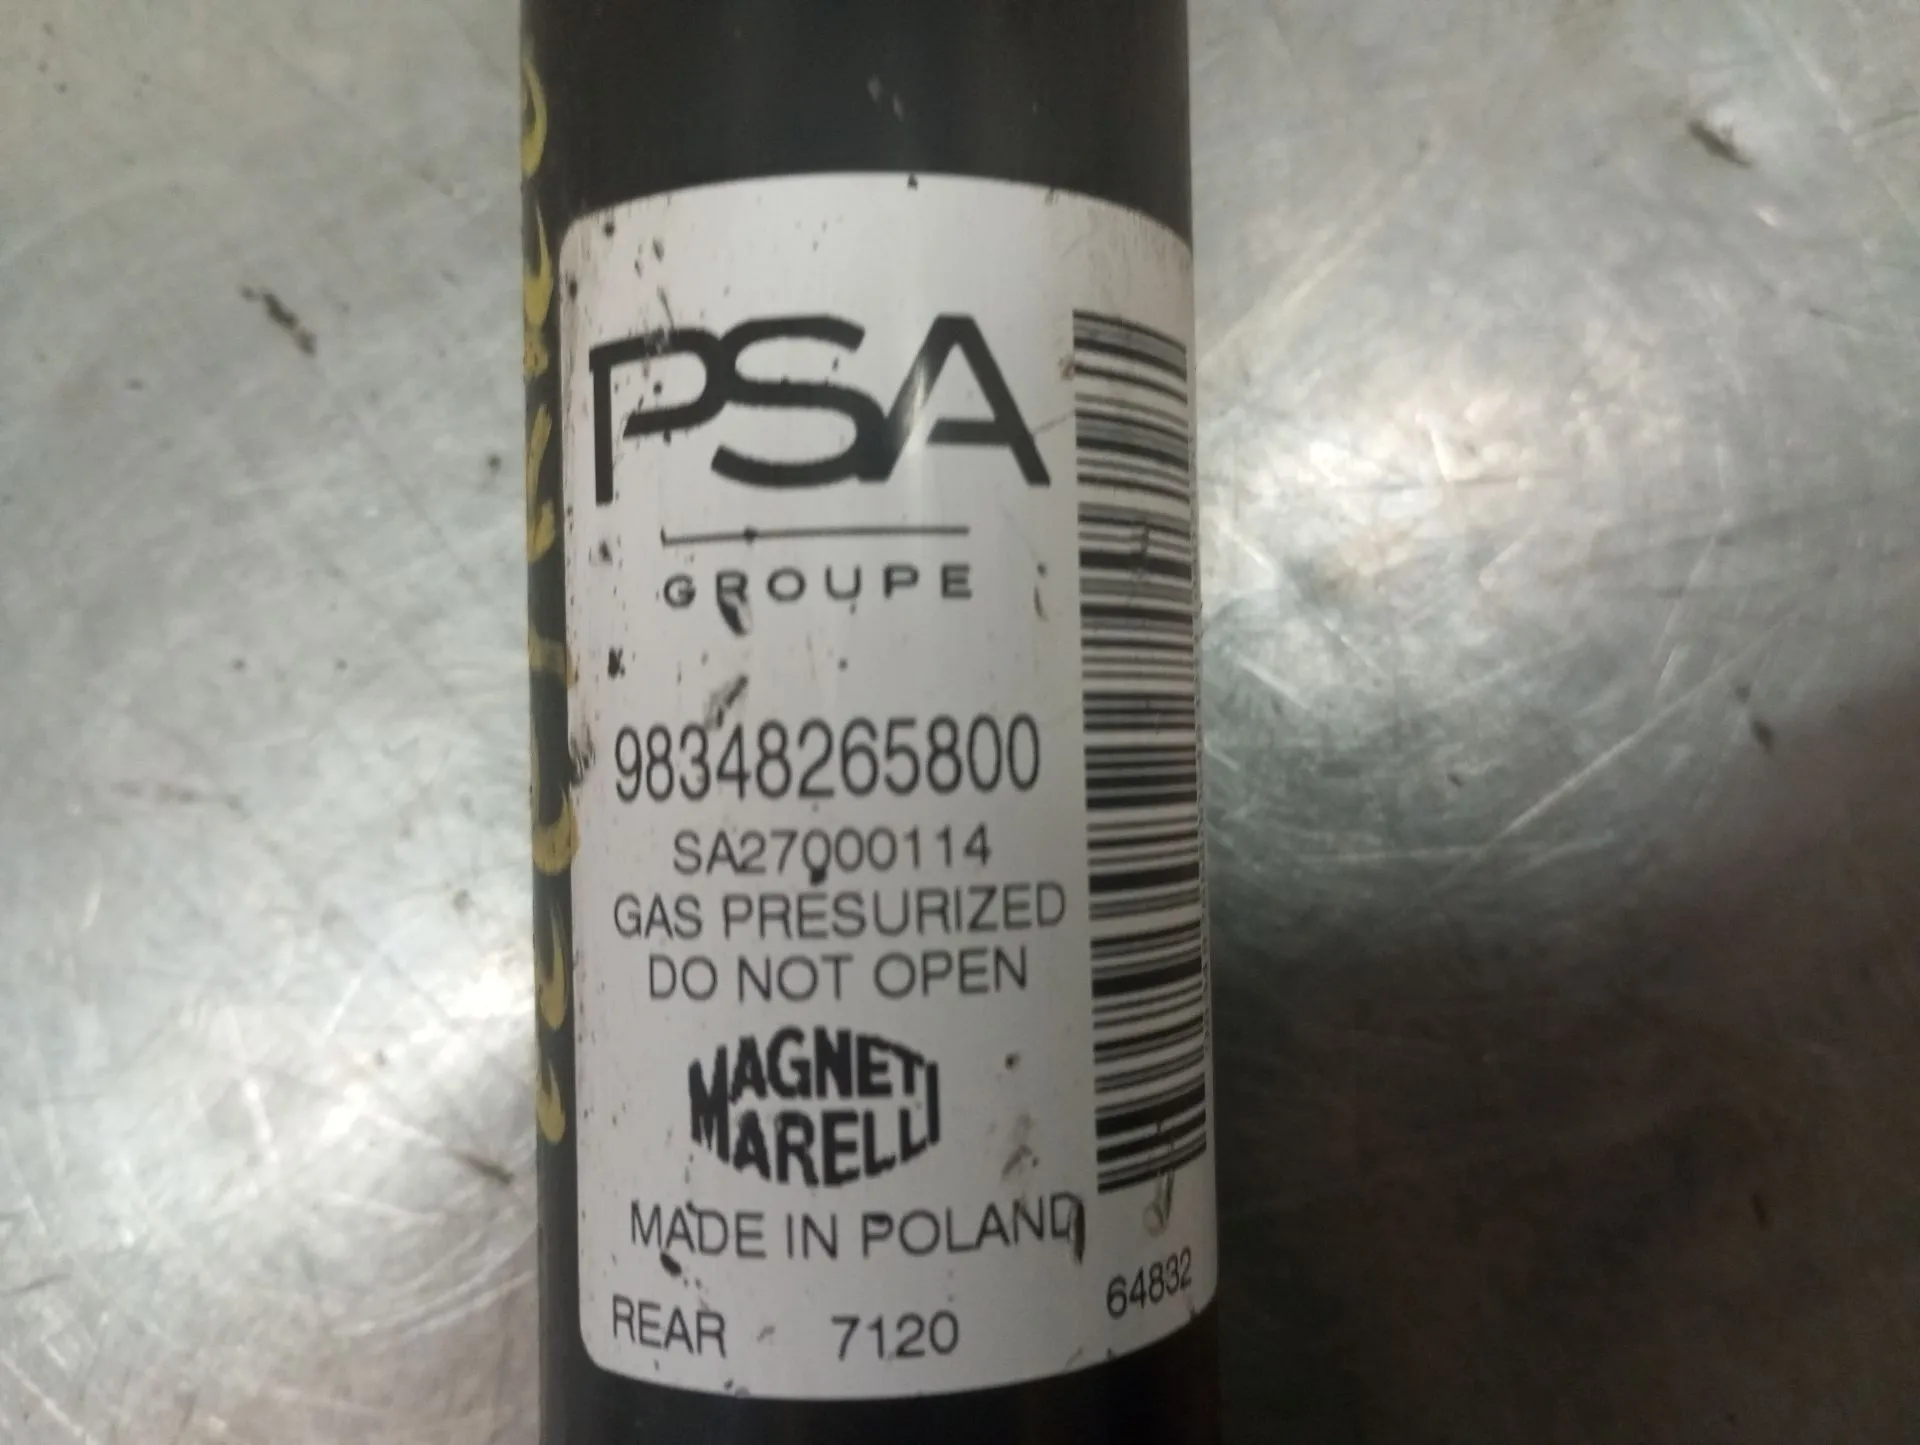 PSA
GROUPE
98348265800
SA27000114
GAS PRESURIZED
DO NOT OPEN
MAGNETI
MARELLI
MADE IN POLAND
REAR 7120
64832